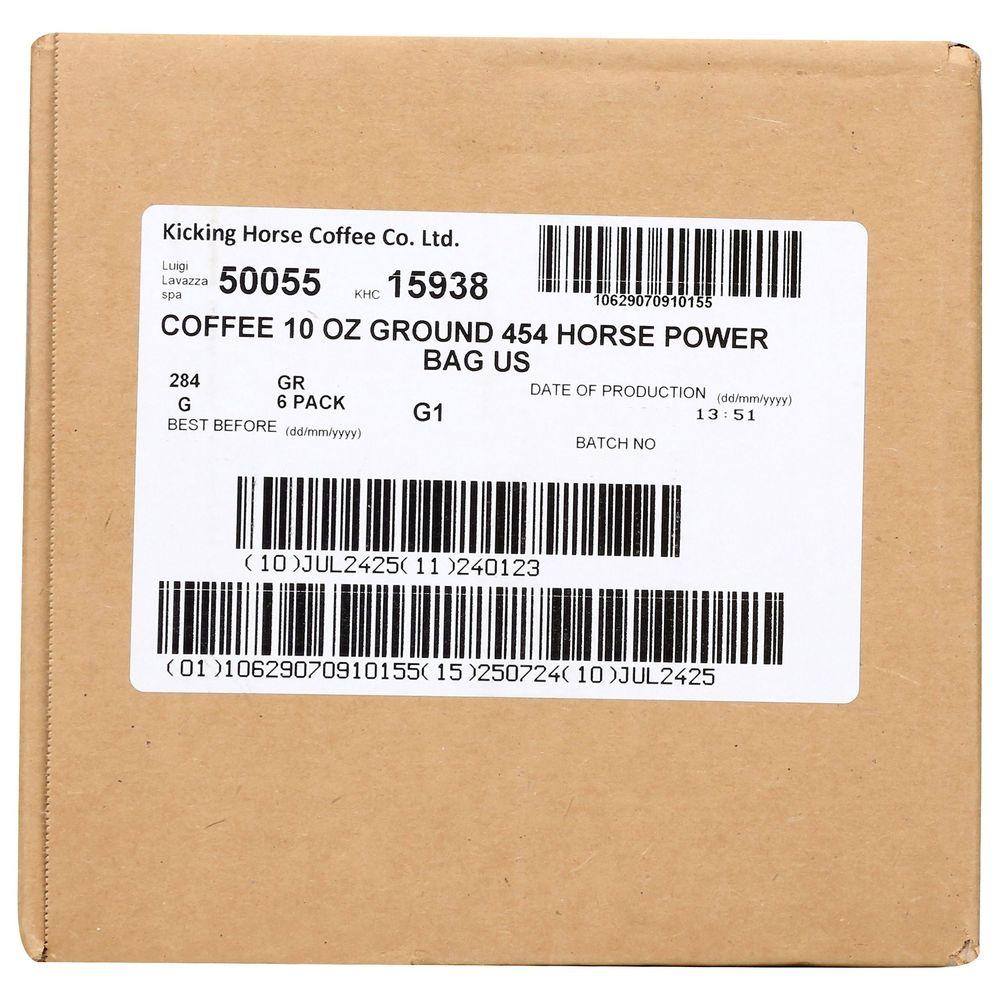 Kicking Horse Coffee Co. Ltd.
10629070910155
Luigi
Lavazza
spa
50055
KHC 15938
COFFEE 10 OZ GROUND 454 HORSE POWER
BAG US
284
G
GR
6 PACK
G1
DATE OF PRODUCTION (dd/mm/yyyy)
13:51
BEST BEFORE (dd/mm/yyyy)
BATCH NO
(10)JUL2425(11)240123
(01)10629070910155(15)250724(10)JUL2425